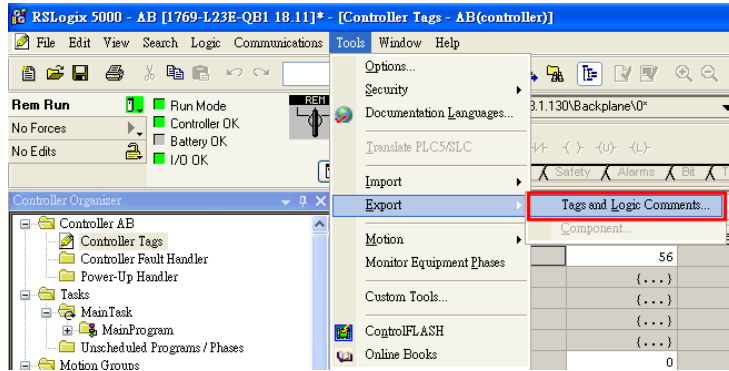 RSLogix 5000 - AB [1769-L23E-QB1 18.11]* - [Controller Tags - AB(controller)]
File Edit View Search Logic Communications Tools Window Help
Options...
Security
Documentation Languages...
Translate PLC5/SLC
Import
Export
Motion
Monitor Equipment Phases
Custom Tools...
ControlFLASH
Online Books
Tags and Logic Comments...
Component...
Rem Run
No Forces
No Edits
Run Mode
Controller OK
Battery OK
I/O OK
REM
3.1.130\Backplane\0*
Safety Alarms Bit
Controller Organizer
Controller AB
Controller Tags
Controller Fault Handler
Power-Up Handler
Tasks
MainTask
MainProgram
Unscheduled Programs / Phases
Motion Groups
56
{...}
{...}
{...}
{...}
0